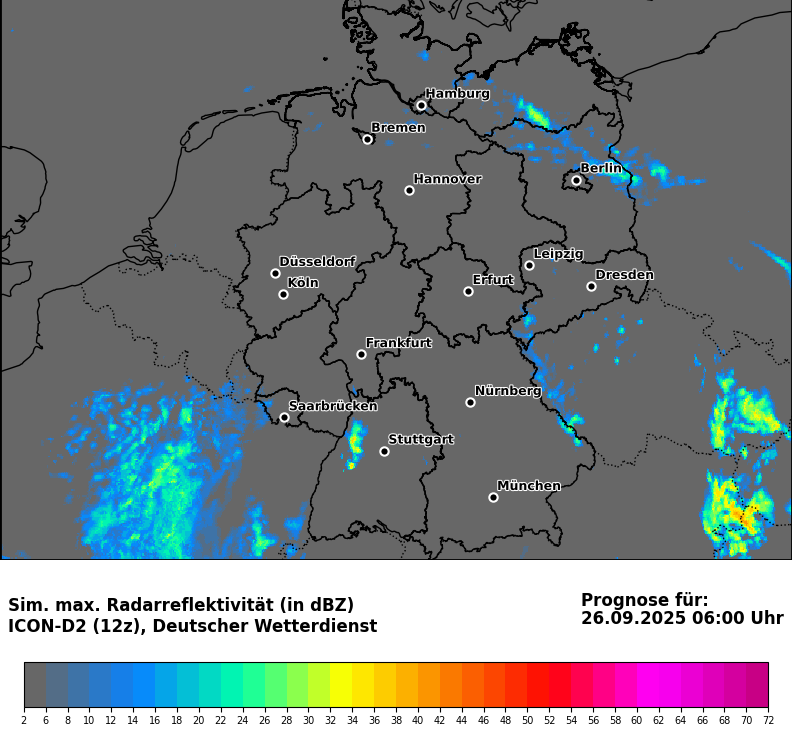 Hamburg
Bremen
Berlin
Hannover
Leipzig
Düsseldorf
Dresden
Köln
Erfurt
Frankfurt
Nürnberg
Saarbrücken
Stuttgart
München
Sim. max. Radarreflektivität (in dBZ)
ICON-D2 (12z), Deutscher Wetterdienst
Prognose für:
26.09.2025 06:00 Uhr
2 6 8 10 12 14 16 18 20 22 24 26 28 30 32 34 36 38 40 42 44 46 48 50 52 54 56 58 60 62 64 66 68 70 72